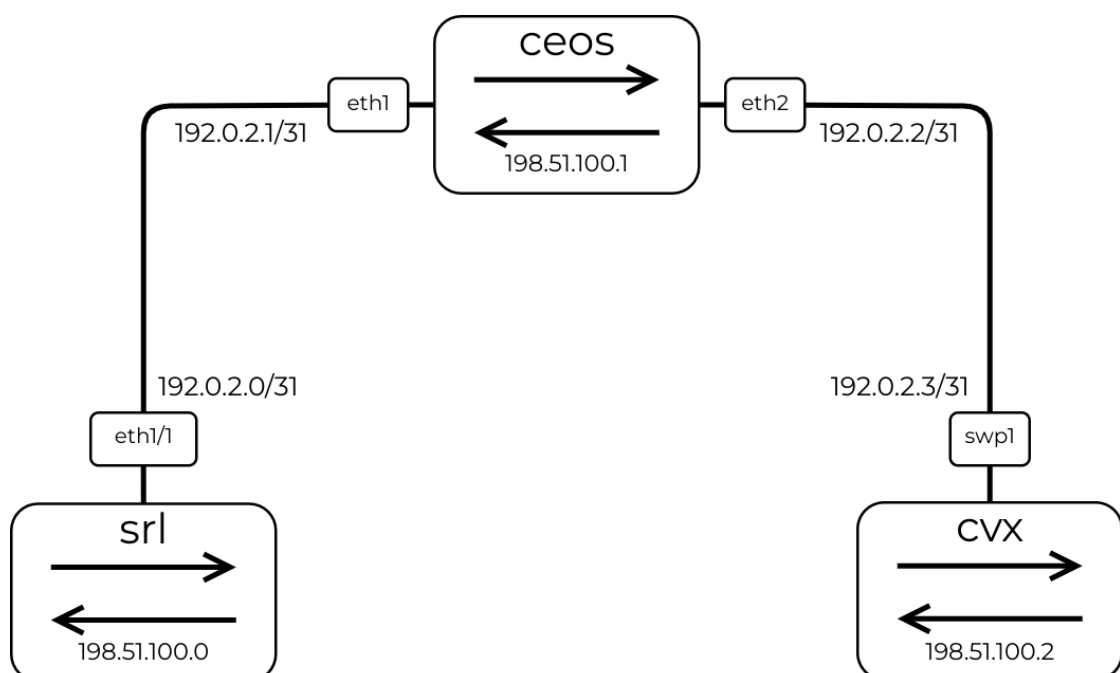 ceos
eth1
eth2
192.0.2.1/31
192.0.2.2/31
198.51.100.1
192.0.2.0/31
192.0.2.3/31
eth1/1
swp1
srl
cvx
198.51.100.0
198.51.100.2